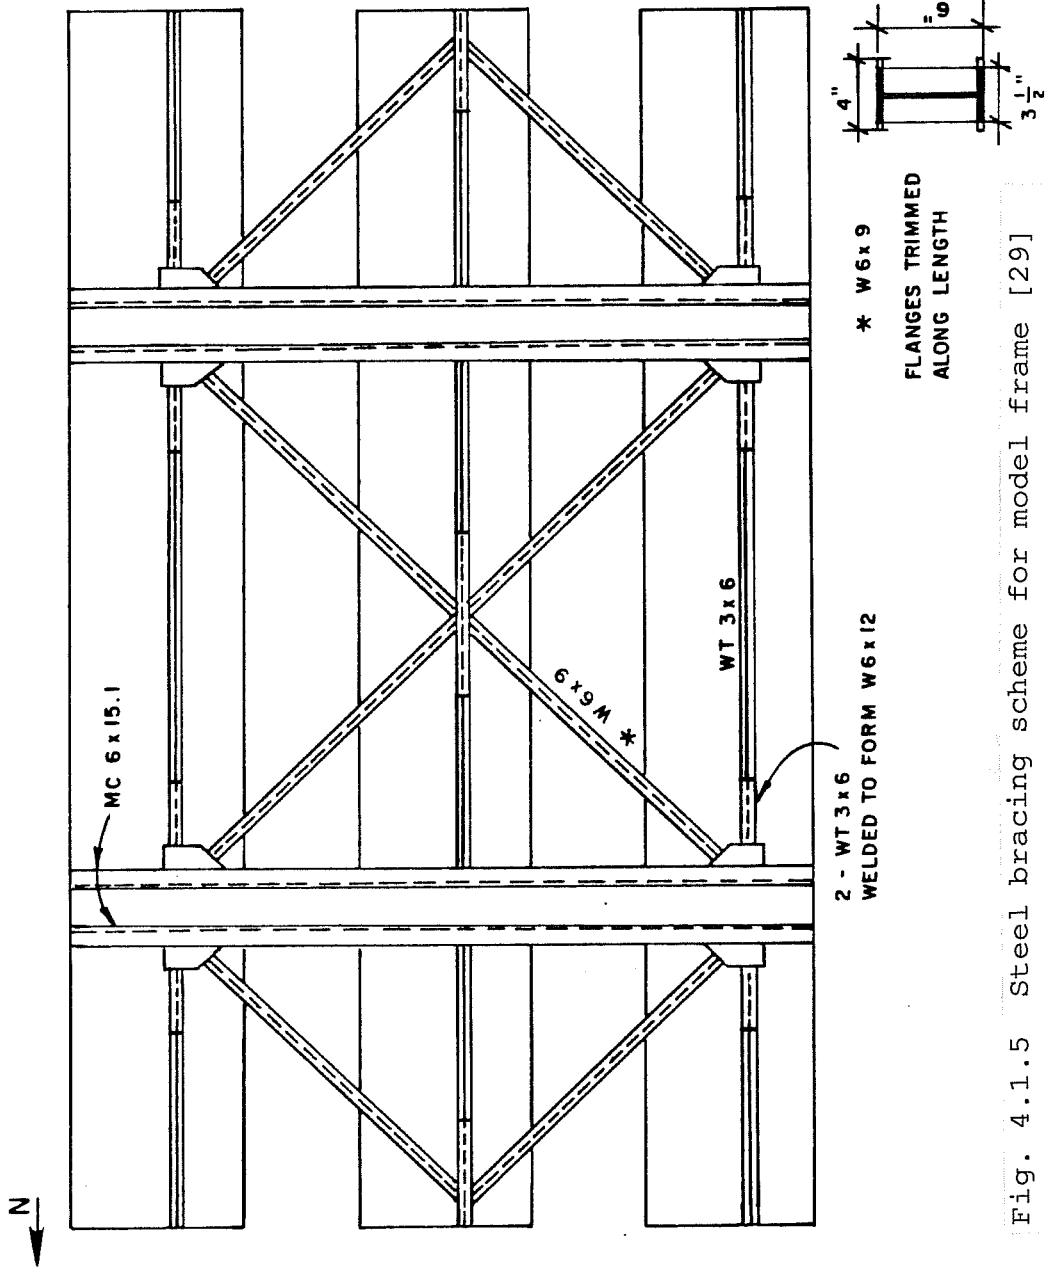 N
MC 6 x 15.1
* W6x9
WT 3x6
2 - WT 3x6
WELDED TO FORM W6x12
* W6x9
FLANGES TRIMMED
ALONG LENGTH
4"
6"
3 1/2"
Fig. 4.1.5 Steel bracing scheme for model frame [29]